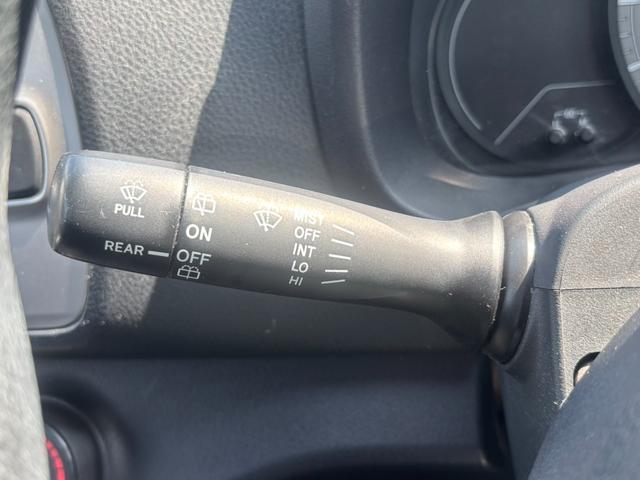 PULL
REAR
ON
OFF
MIST
OFF
INT
LO
HI